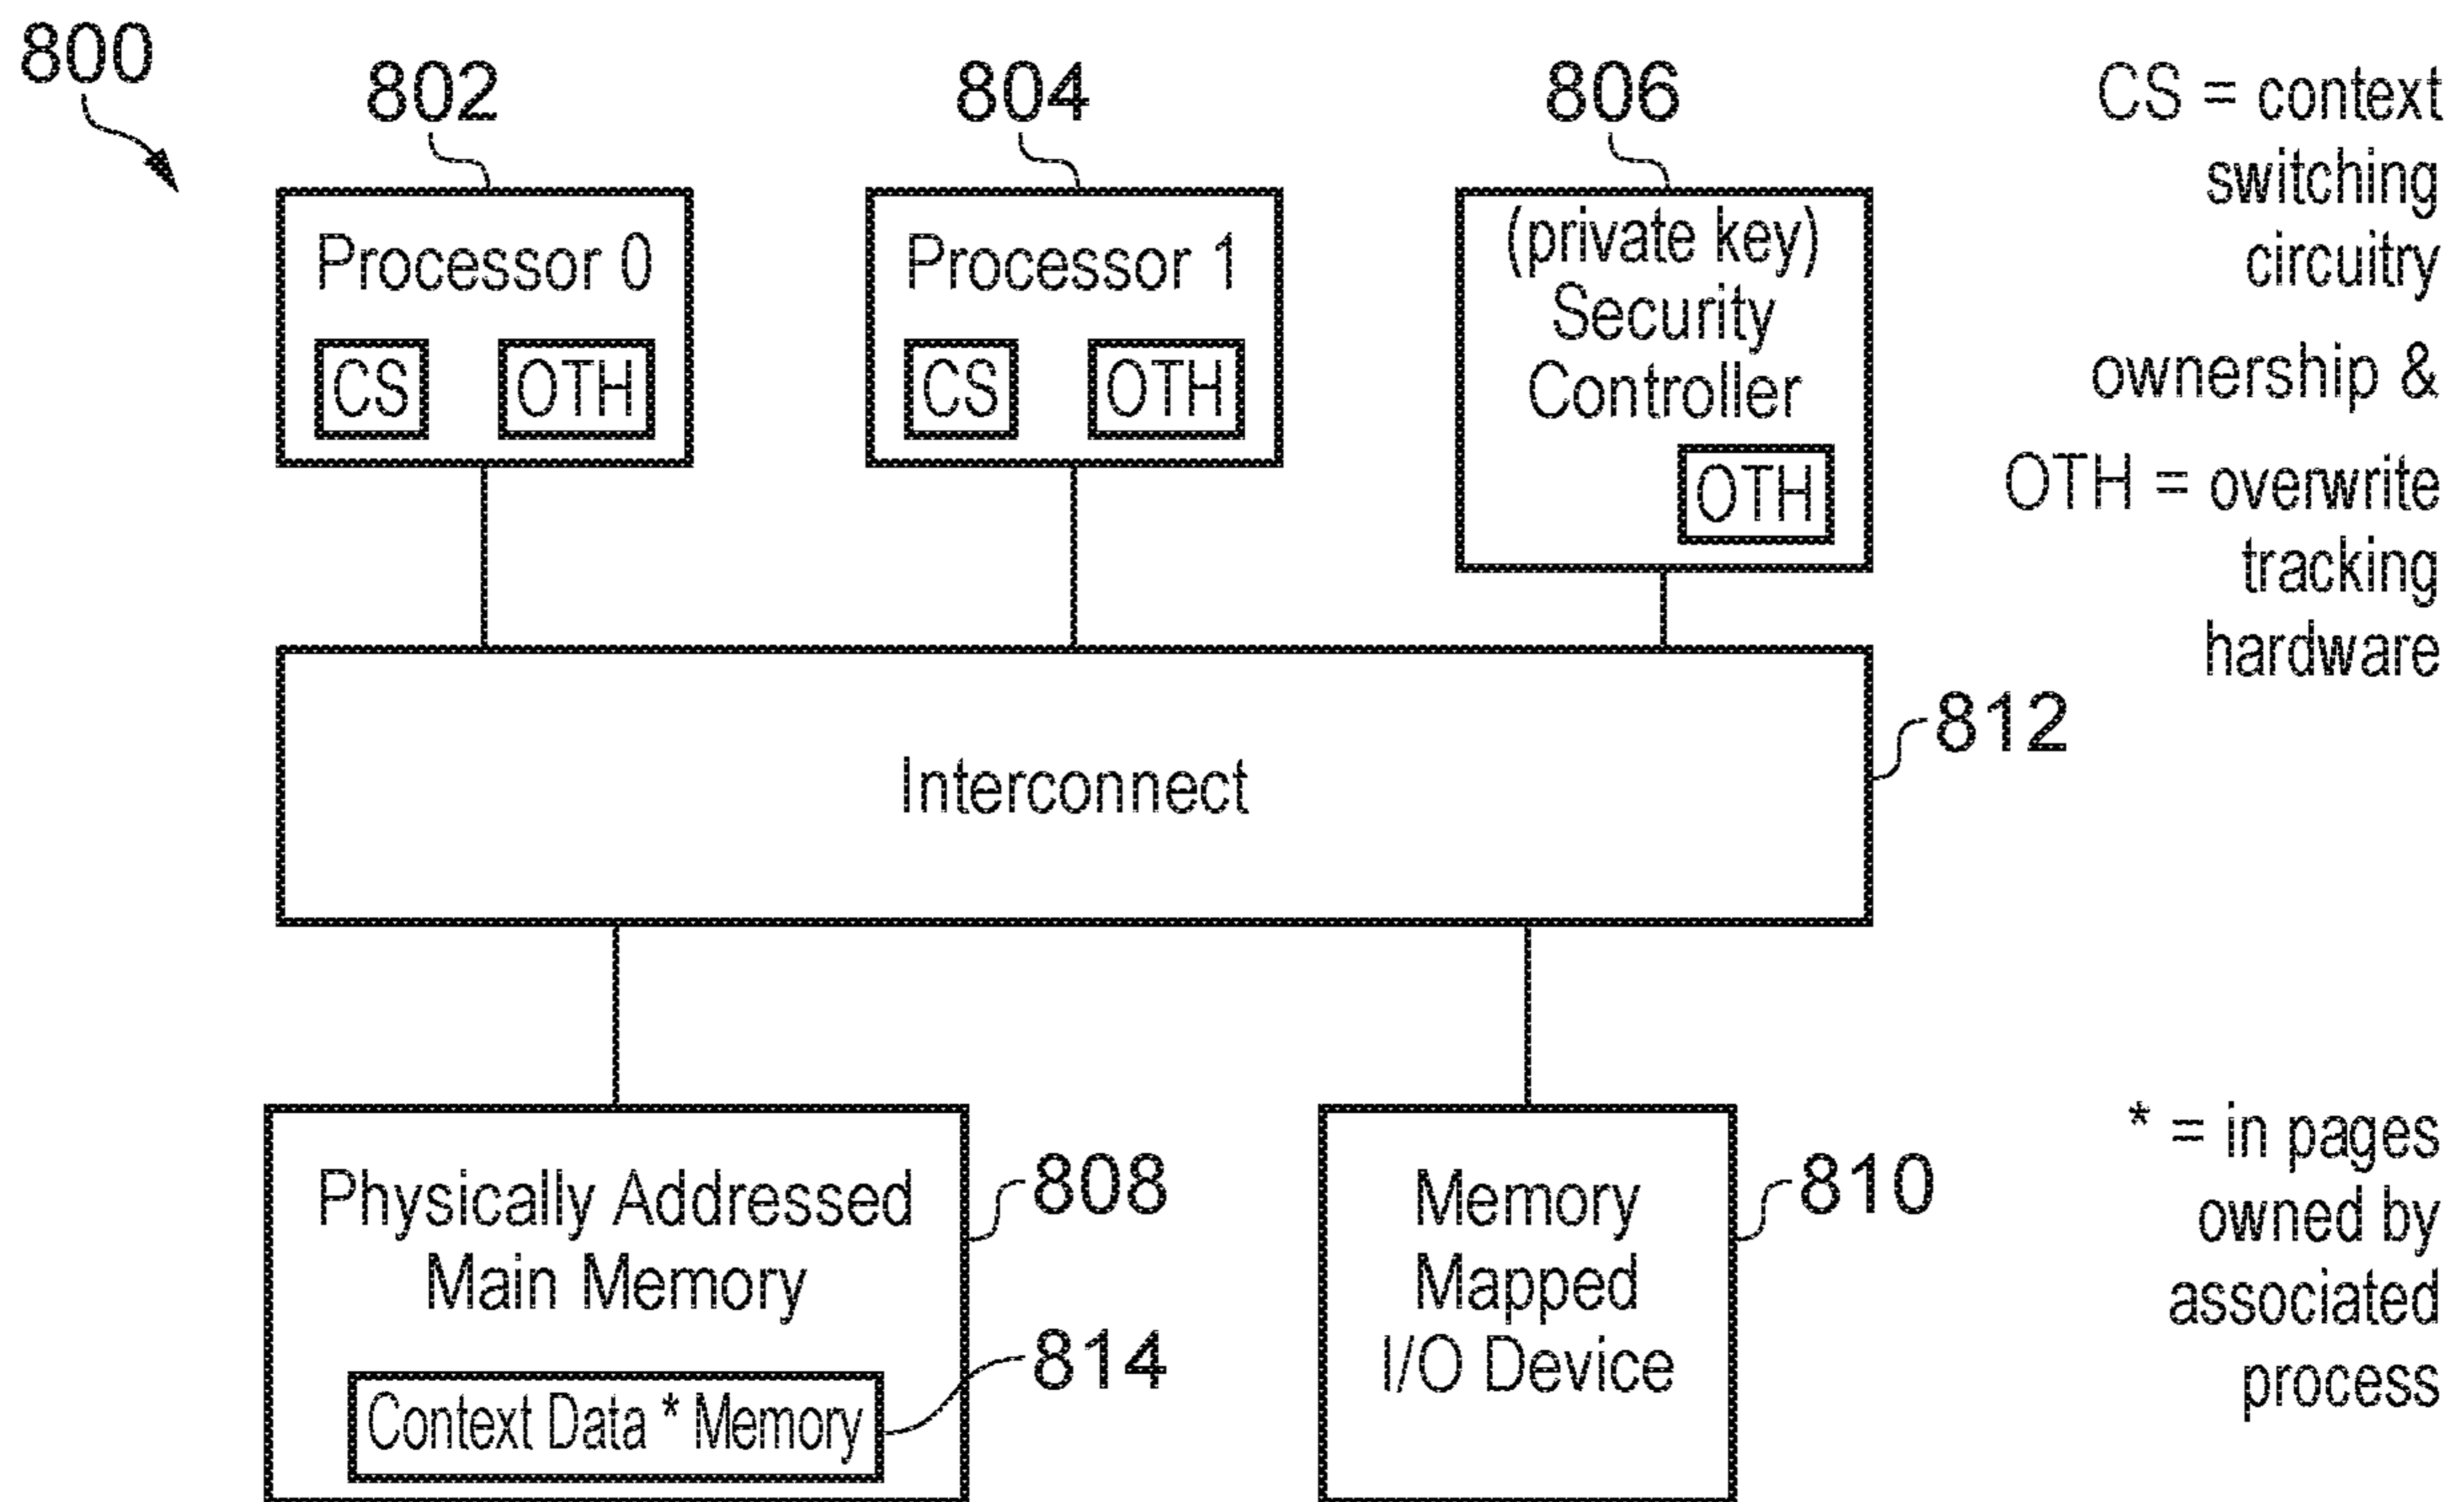 800
802
804
806
Processor 0
CS
OTH
Processor 1
CS
OTH
(private key)
Security
Controller
OTH
CS = context
switching
circuitry
ownership &
OTH = overwrite
tracking
hardware
Interconnect
812
Physically Addressed
Main Memory
808
Context Data * Memory
814
Memory
Mapped
I/O Device
810
* = in pages
owned by
associated
process